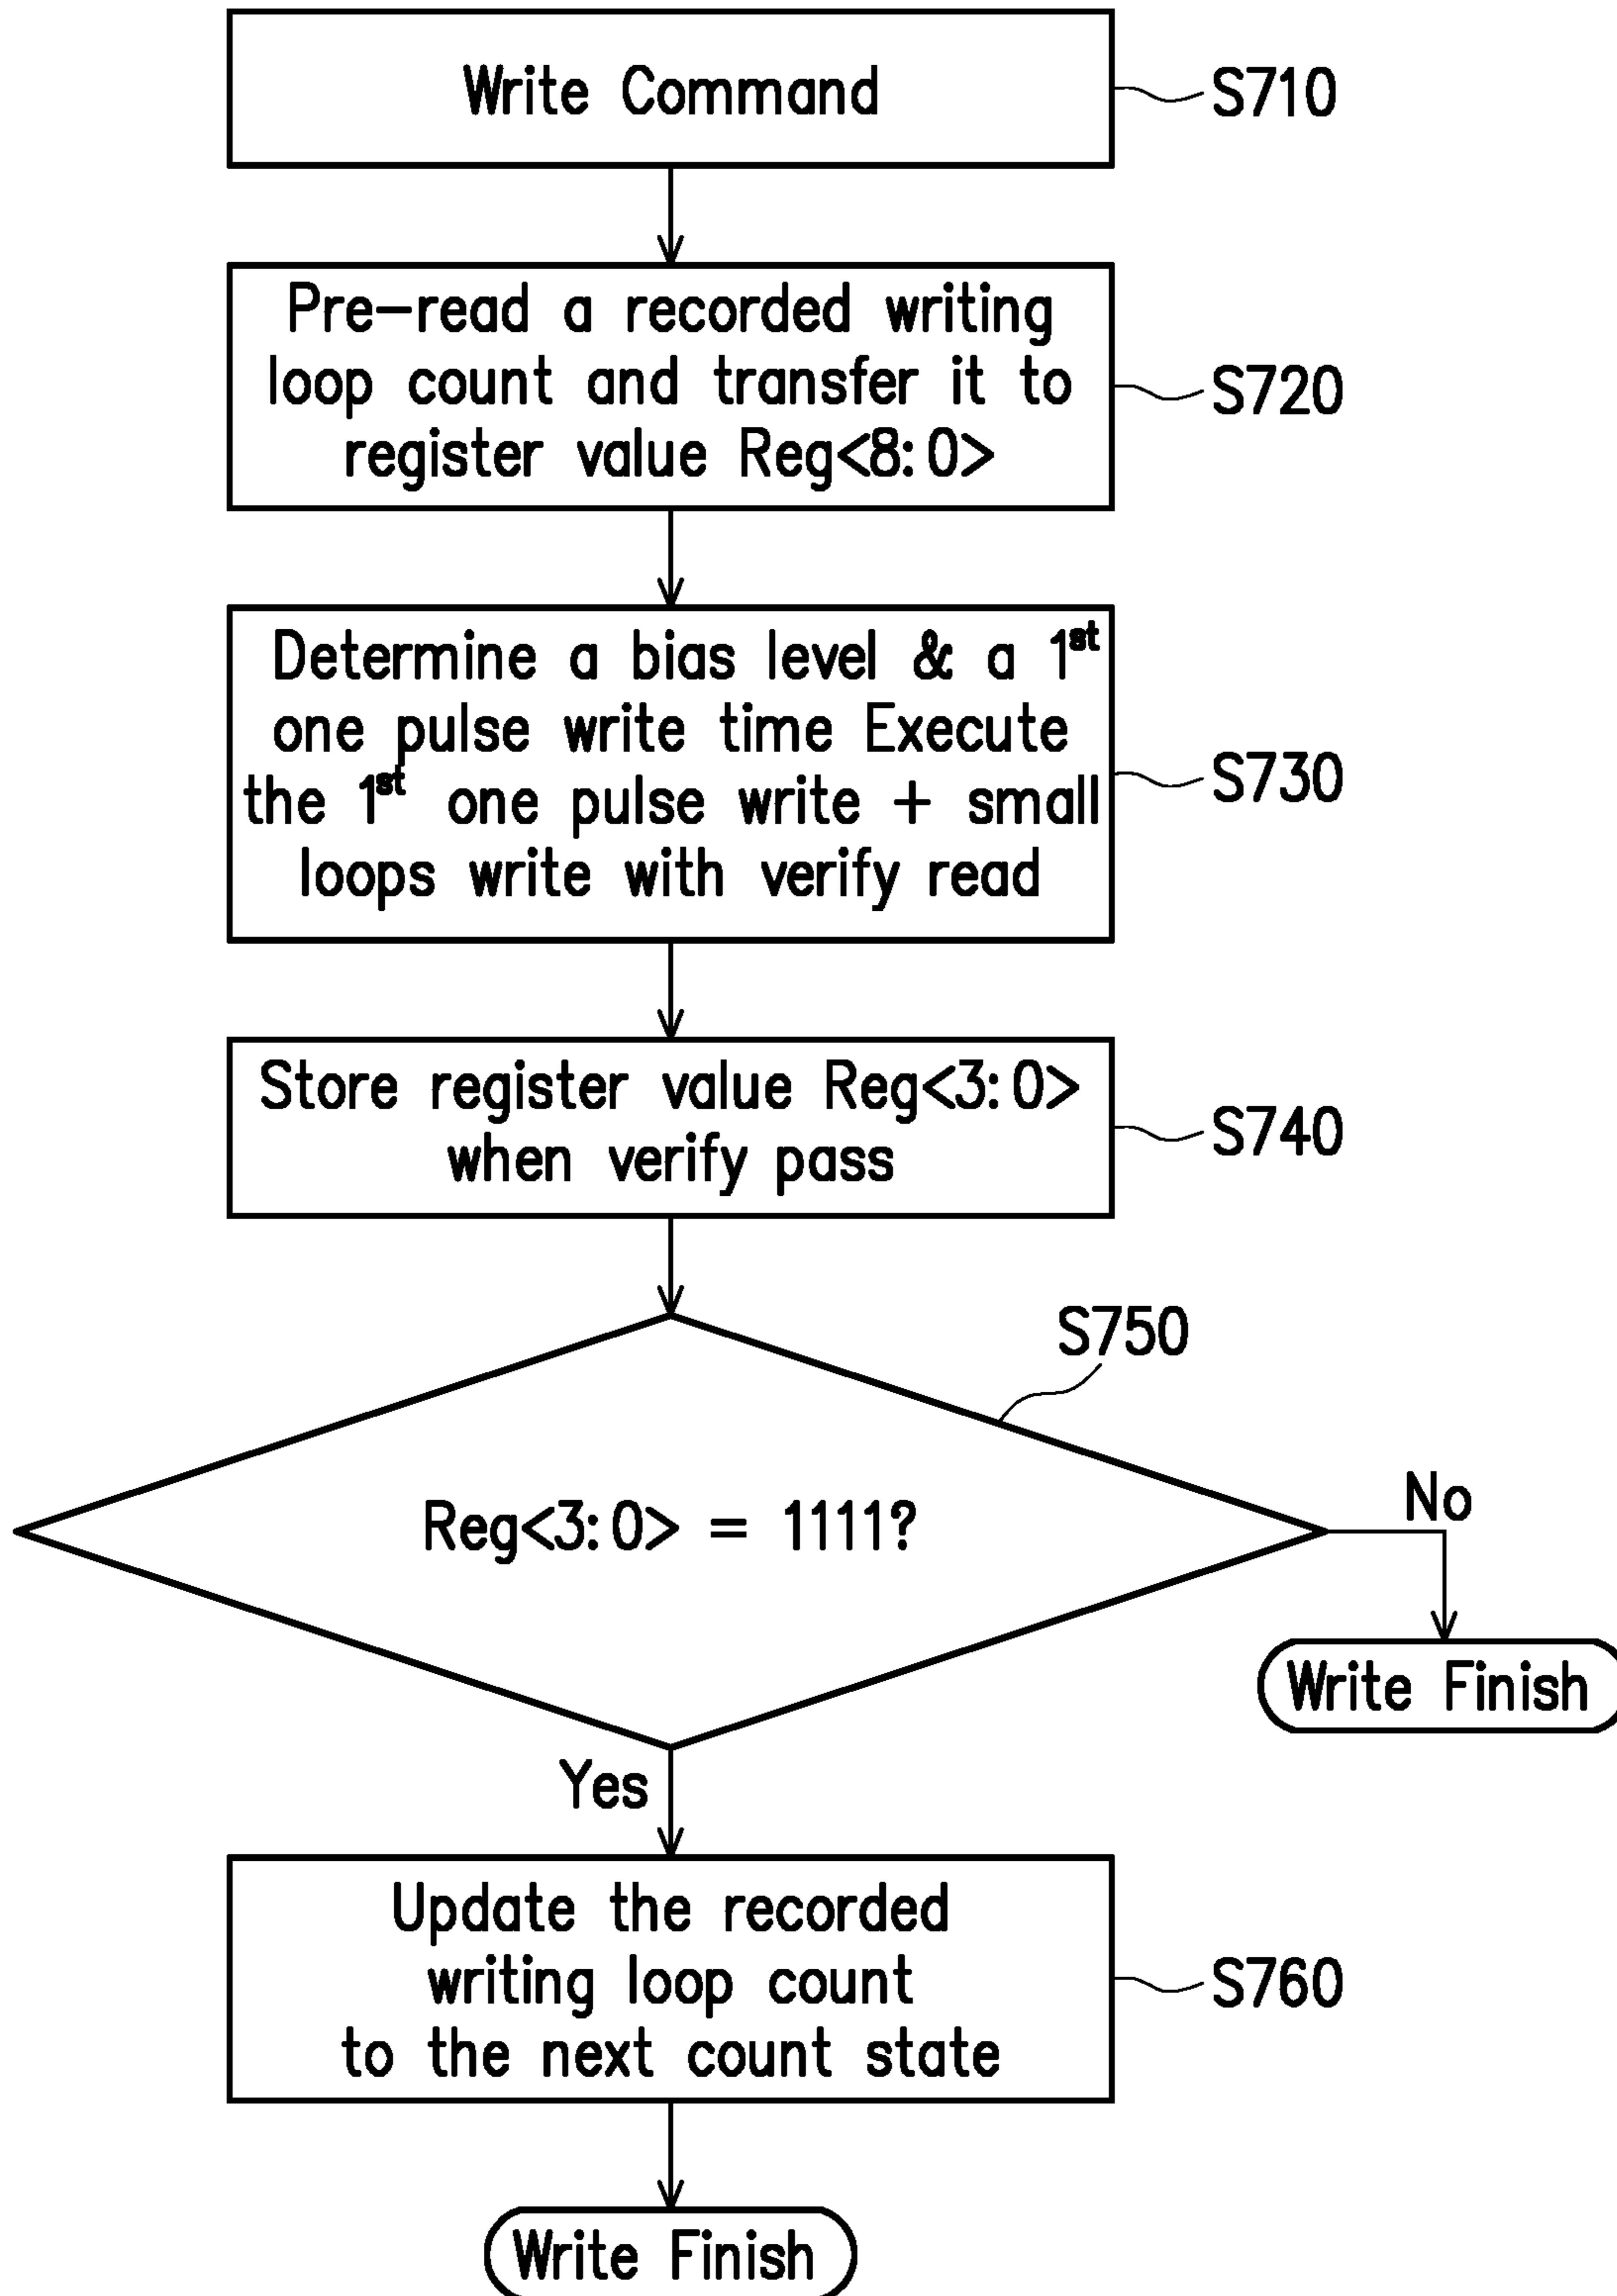 Write Command
S710
Pre-read a recorded writing
loop count and transfer it to
register value Reg<8:0>
S720
Determine a bias level & a 1st
one pulse write time Execute
the 1st one pulse write + small
loops write with verify read
S730
Store register value Reg<3:0>
when verify pass
S740
S750
Reg<3:0> = 1111?
No
Write Finish
Yes
Update the recorded
writing loop count
to the next count state
S760
Write Finish